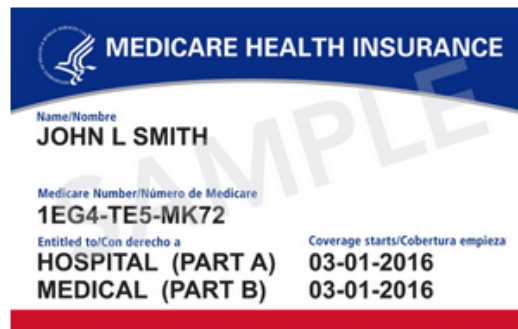 MEDICARE HEALTH INSURANCE
Name/Nombre
JOHN L SMITH
Medicare Number/Número de Medicare
1EG4-TE5-MK72
Entitled to/Con derecho a Coverage starts/Cobertura empieza
HOSPITAL (PART A) 03-01-2016
MEDICAL (PART B) 03-01-2016
SAMPLE